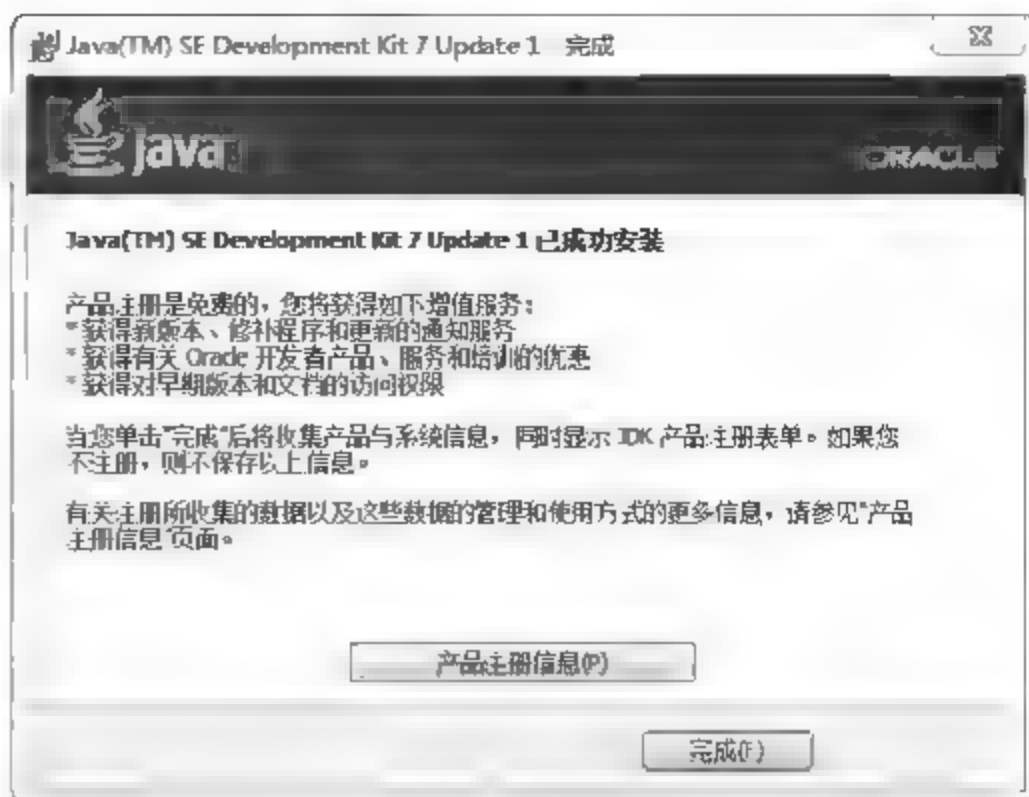 Java(TM) SE Development Kit 7 Update 1 完成
java
ORACLE
Java(TM) SE Development Kit 7 Update 1 已成功安装
产品注册是免费的，您将获得如下增值服务：
* 获得新版本、修补程序和更新的通知服务
* 获得有关 Oracle 开发者产品、服务和培训的优惠
* 获得对早期版本和文档的访问权限
当您单击"完成"后将收集产品与系统信息，同时显示 JDK 产品注册表单。如果您
不注册，则不保存以上信息。
有关注册所收集的数据以及这些数据的管理和使用方式的更多信息，请参见"产品
注册信息"页面。
产品注册信息(P)
完成(F)